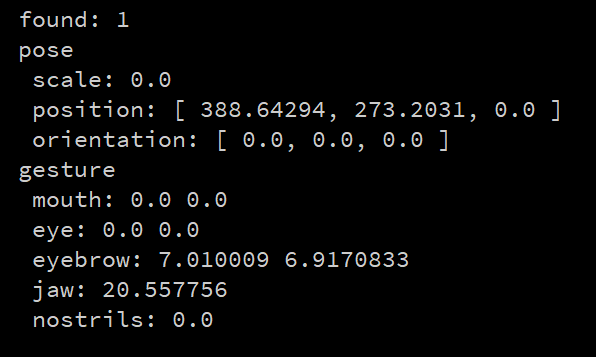 found: 1
pose
scale: 0.0
position: [ 388.64294, 273.2031, 0.0 ]
orientation: [ 0.0, 0.0, 0.0 ]
gesture
mouth: 0.0 0.0
eye: 0.0 0.0
eyebrow: 7.010009 6.9170833
jaw: 20.557756
nostrils: 0.0